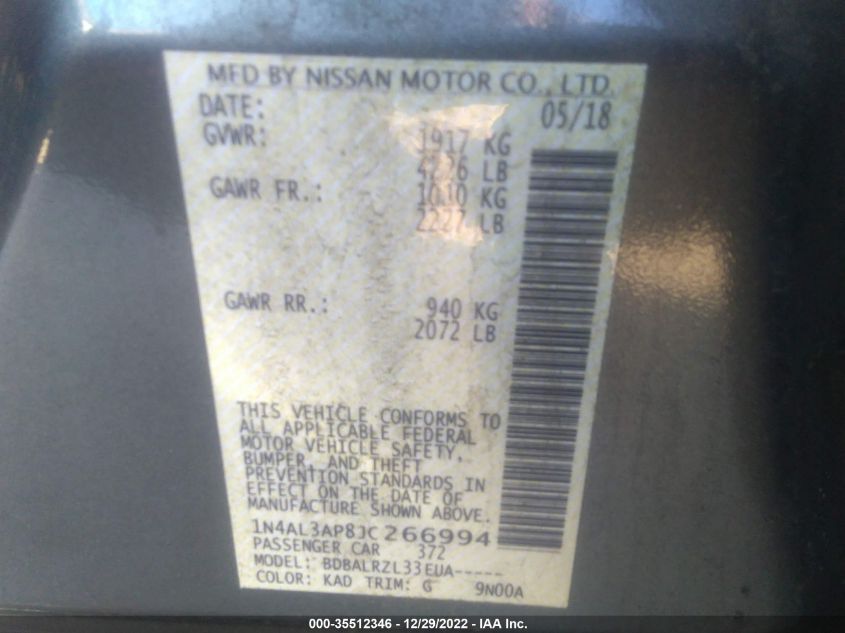 MFD BY NISSAN MOTOR CO., LTD.
DATE: 05/18
GVWR: 1917 KG
4226 LB
GAWR FR.: 1010 KG
2227 LB
GAWR RR.: 940 KG
2072 LB
THIS VEHICLE CONFORMS TO
ALL APPLICABLE FEDERAL
MOTOR VEHICLE SAFETY,
BUMPER, AND THEFT
PREVENTION STANDARDS IN
EFFECT ON THE DATE OF
MANUFACTURE SHOWN ABOVE.
1N4AL3AP8JC266994
PASSENGER CAR 372
MODEL: BDBALRZL33EUA-----
COLOR: KAD TRIM: G 9N00A
000-35512346 - 12/29/2022 - IAA Inc.